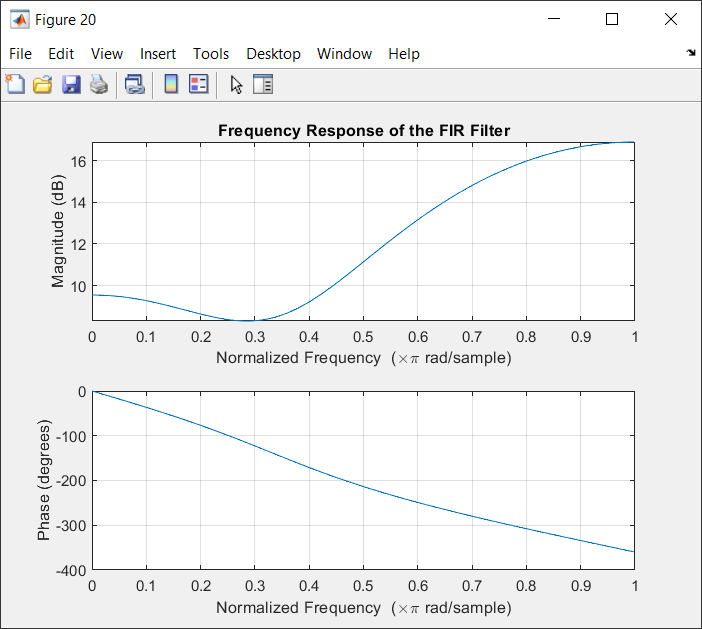 Figure 20
File Edit View Insert Tools Desktop Window Help
Frequency Response of the FIR Filter
16
14
12
10
Magnitude (dB)
0 0.1 0.2 0.3 0.4 0.5 0.6 0.7 0.8 0.9 1
Normalized Frequency (×π rad/sample)
0
-100
-200
-300
-400
Phase (degrees)
0 0.1 0.2 0.3 0.4 0.5 0.6 0.7 0.8 0.9 1
Normalized Frequency (×π rad/sample)